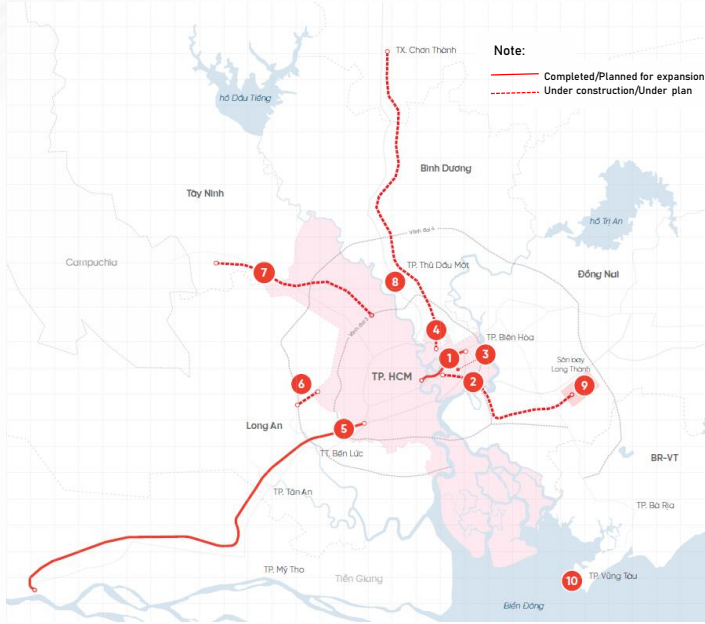 TX. Chơn Thành
Note:
Completed/Planned for expansion
Under construction/Under plan
hồ Dầu Tiếng
Bình Dương
Tây Ninh
hồ Trị An
Vành đai 4
Campuchia
7
TP. Thủ Dầu Một
Đồng Nai
8
Vành đai 3
4
TP. Biên Hòa
1
3
Sân bay
Long Thành
TP. HCM
2
9
6
Long An
5
TT. Bến Lức
BR-VT
TP. Tân An
TP. Bà Rịa
TP. Mỹ Tho
Tiền Giang
10
TP. Vũng Tàu
Biển Đông